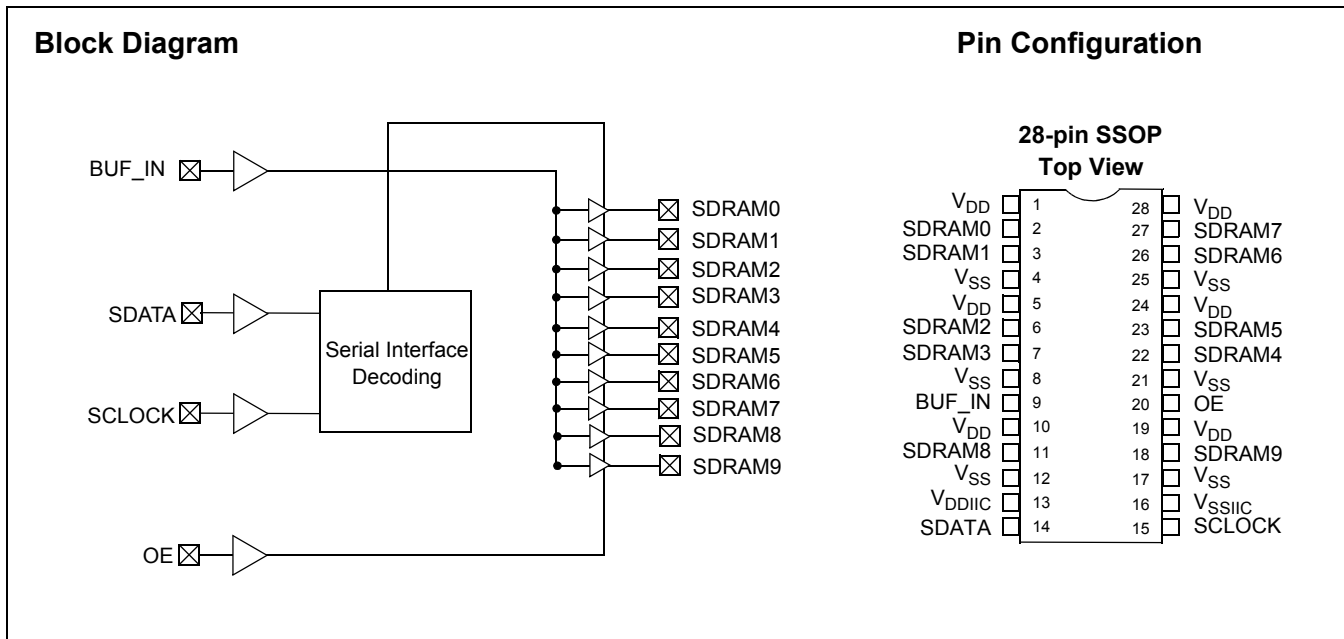 Block Diagram
BUF_IN
SDATA
SCLOCK
OE
Serial Interface
Decoding
SDRAM0
SDRAM1
SDRAM2
SDRAM3
SDRAM4
SDRAM5
SDRAM6
SDRAM7
SDRAM8
SDRAM9
Pin Configuration
28-pin SSOP
Top View
VDD 1 28 VDD
SDRAM0 2 27 SDRAM7
SDRAM1 3 26 SDRAM6
VSS 4 25 VSS
VDD 5 24 VDD
SDRAM2 6 23 SDRAM5
SDRAM3 7 22 SDRAM4
VSS 8 21 VSS
BUF_IN 9 20 OE
VDD 10 19 VDD
SDRAM8 11 18 SDRAM9
VSS 12 17 VSS
VDDIIC 13 16 VSSIIC
SDATA 14 15 SCLOCK